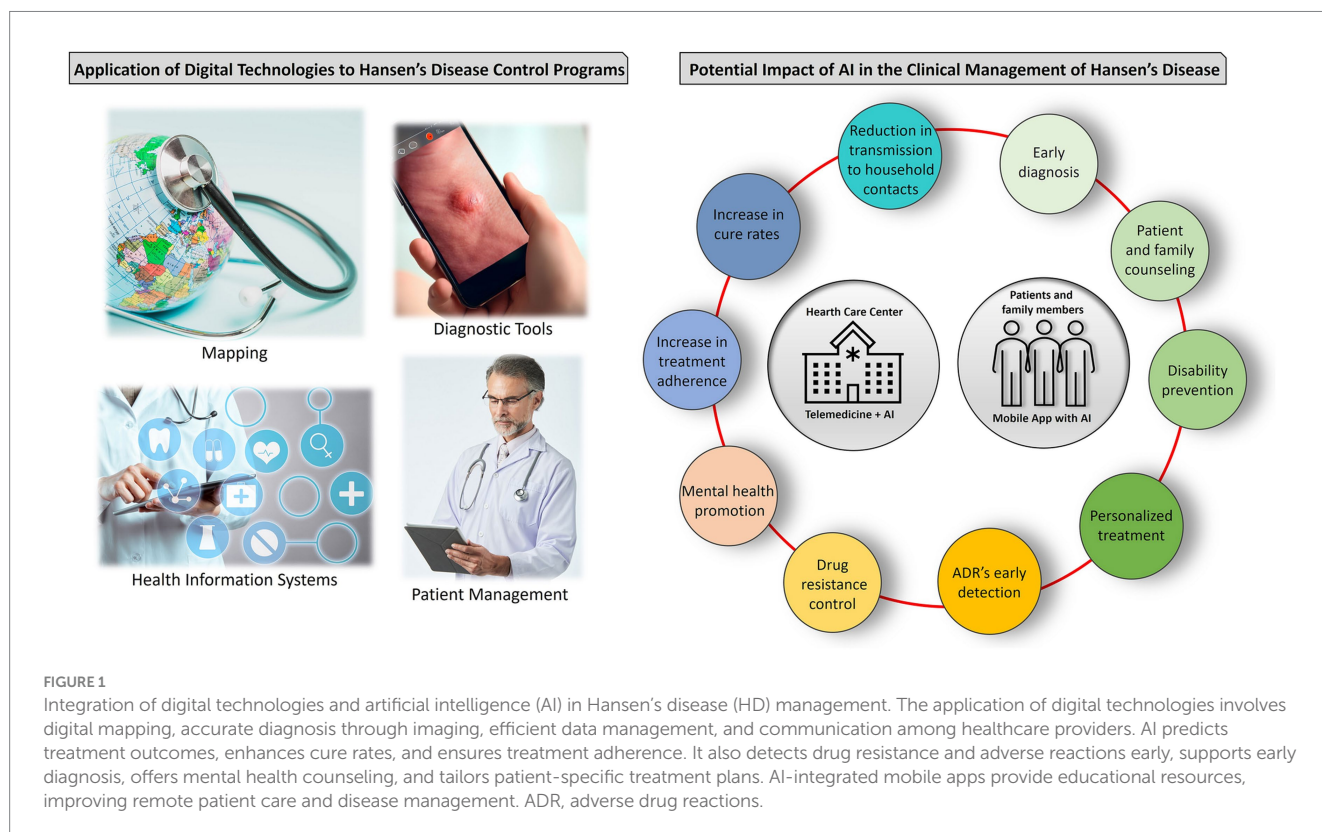 Application of Digital Technologies to Hansen's Disease Control Programs
Mapping
Diagnostic Tools
Health Information Systems
Patient Management
Potential Impact of AI in the Clinical Management of Hansen's Disease
Reduction in
transmission
to household
contacts
Early
diagnosis
Patient
and family
counseling
Disability
prevention
Personalized
treatment
ADR's early
detection
Drug
resistance
control
Mental health
promotion
Increase in
treatment
adherence
Increase in
cure rates
Hearth Care Center
Telemedicine + AI
Patients and
family members
Mobile App with AI
FIGURE 1
Integration of digital technologies and artificial intelligence (AI) in Hansen's disease (HD) management. The application of digital technologies involves
digital mapping, accurate diagnosis through imaging, efficient data management, and communication among healthcare providers. AI predicts
treatment outcomes, enhances cure rates, and ensures treatment adherence. It also detects drug resistance and adverse reactions early, supports early
diagnosis, offers mental health counseling, and tailors patient-specific treatment plans. AI-integrated mobile apps provide educational resources,
improving remote patient care and disease management. ADR, adverse drug reactions.